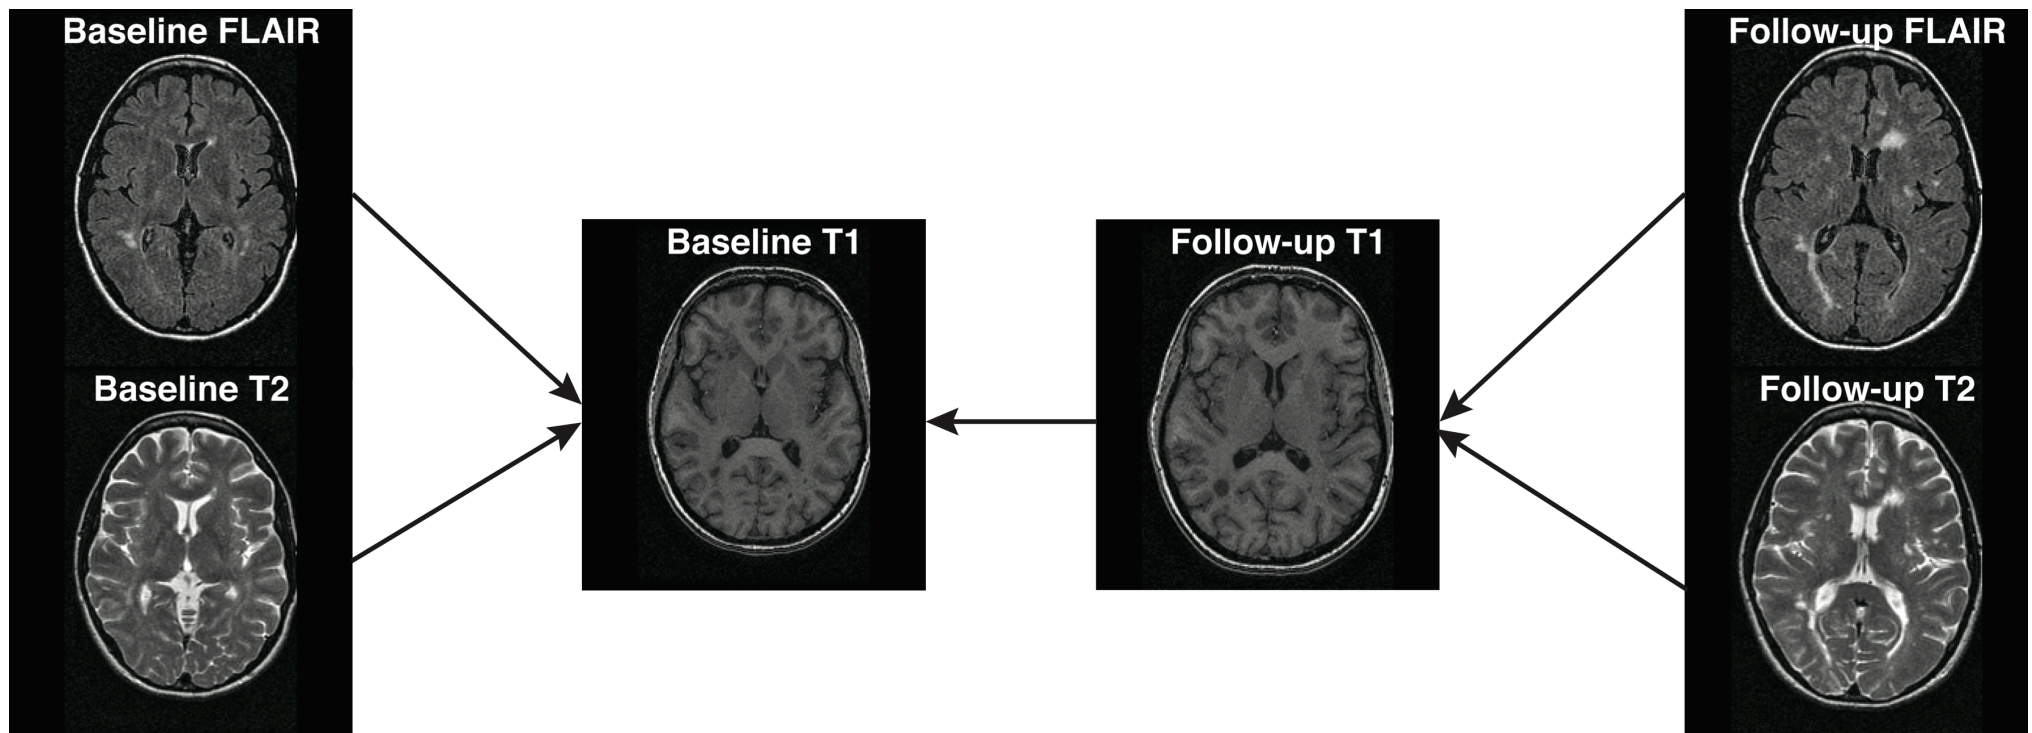 Baseline FLAIR
Baseline T2
Baseline T1
Follow-up T1
Follow-up FLAIR
Follow-up T2